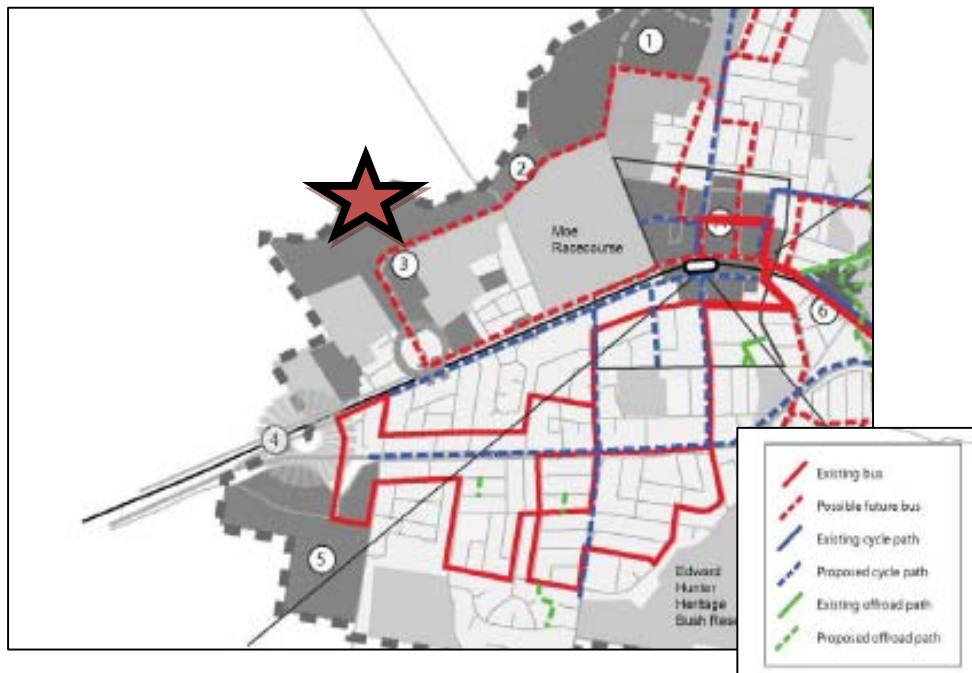 1
2
Moe
Racecourse
3
6
4
5
Edward
Hunter
Heritage
Bush Rese
Existing bus
Possible future bus
Existing cycle path
Proposed cycle path
Existing offroad path
Proposed offroad path